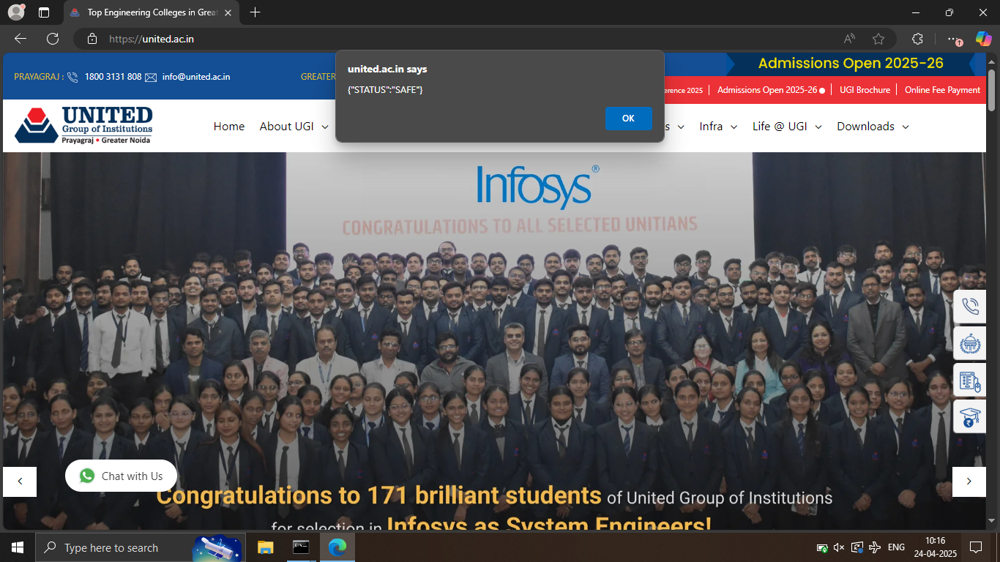 Top Engineering Colleges in Grea
https://united.ac.in
united.ac.in says
{"STATUS":"SAFE"}
OK
PRAYAGRAJ : 1800 3131 808 info@united.ac.in GREATER
Admissions Open 2025-26
erence 2025 Admissions Open 2025-26 UGI Brochure Online Fee Payment
UNITED
Group of Institutions
Prayagraj • Greater Noida
Home About UGI s Infra Life @ UGI Downloads
Infosys®
CONGRATULATIONS TO ALL SELECTED UNITIANS
Chat with Us
Congratulations to 171 brilliant students of United Group of Institutions
for selection in Infosys as System Engineers!
Type here to search
ENG
10:16
24-04-2025